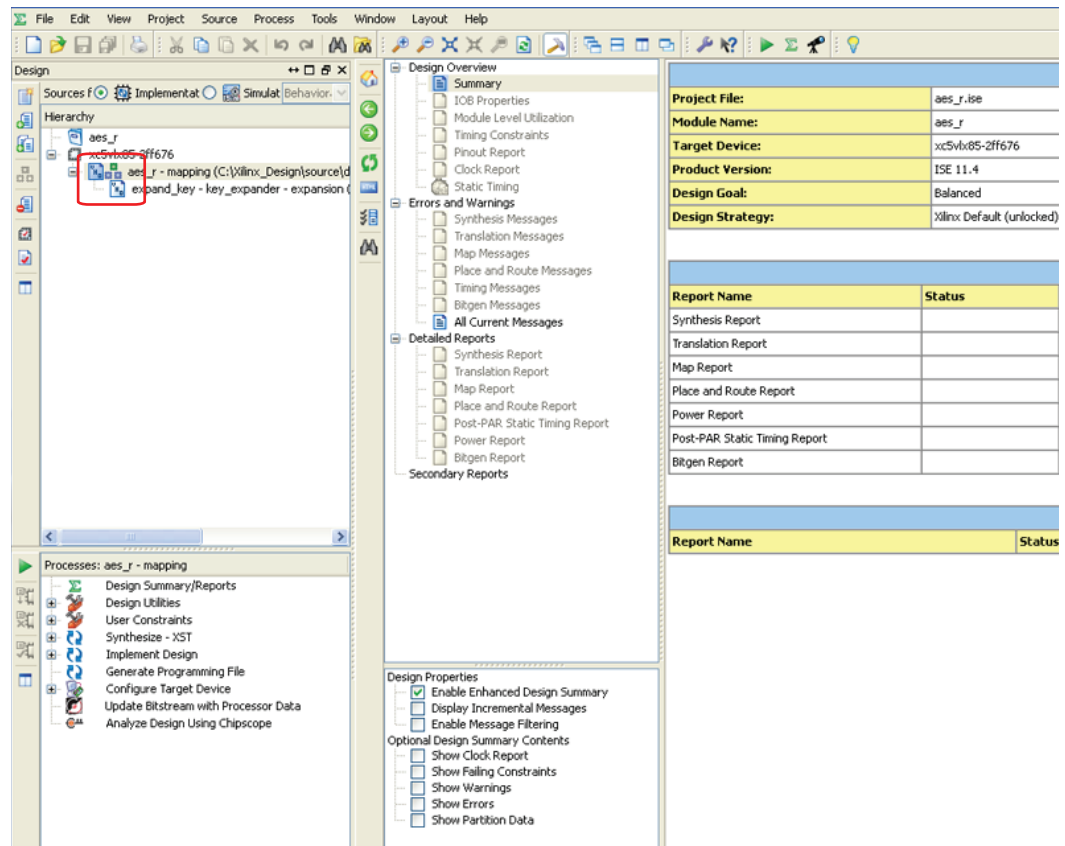 File Edit View Project Source Process Tools Window Layout Help
Design
Sources f Implementat Simulat Behavior.
Hierarchy
aes_r
xc5vlx85-2ff676
aes_r - mapping (C:\Xilinx_Design\source\d
expand_key - key_expander - expansion (
Processes: aes_r - mapping
Design Summary/Reports
Design Utilities
User Constraints
Synthesize - XST
Implement Design
Generate Programming File
Configure Target Device
Update Bitstream with Processor Data
Analyze Design Using Chipscope
Design Overview
Summary
IOB Properties
Module Level Utilization
Timing Constraints
Pinout Report
Clock Report
Static Timing
Errors and Warnings
Synthesis Messages
Translation Messages
Map Messages
Place and Route Messages
Timing Messages
Bitgen Messages
All Current Messages
Detailed Reports
Synthesis Report
Translation Report
Map Report
Place and Route Report
Post-PAR Static Timing Report
Power Report
Bitgen Report
Secondary Reports
Design Properties
Enable Enhanced Design Summary
Display Incremental Messages
Enable Message Filtering
Optional Design Summary Contents
Show Clock Report
Show Failing Constraints
Show Warnings
Show Errors
Show Partition Data
Project File: aes_r.ise
Module Name: aes_r
Target Device: xc5vlx85-2ff676
Product Version: ISE 11.4
Design Goal: Balanced
Design Strategy: Xilinx Default (unlocked)
Report Name Status
Synthesis Report
Translation Report
Map Report
Place and Route Report
Power Report
Post-PAR Static Timing Report
Bitgen Report
Report Name Status